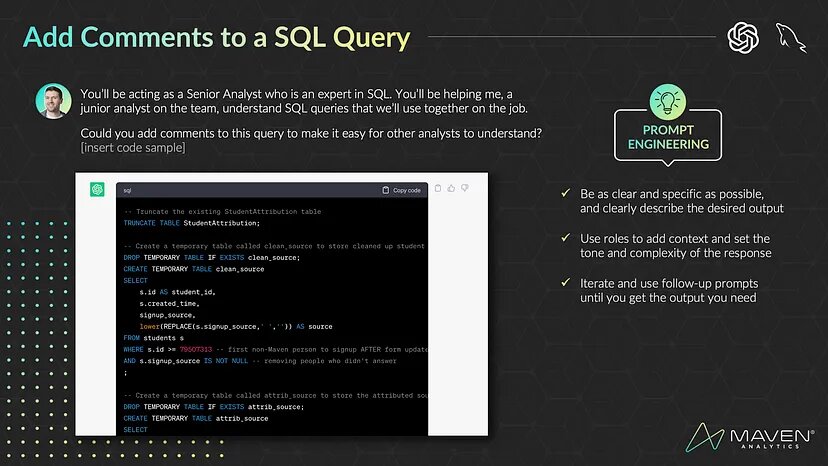 Add Comments to a SQL Query
You'll be acting as a Senior Analyst who is an expert in SQL. You'll be helping me, a
junior analyst on the team, understand SQL queries that we'll use together on the job.
Could you add comments to this query to make it easy for other analysts to understand?
[insert code sample]
sql
Copy code
-- Truncate the existing StudentAttribution table
TRUNCATE TABLE StudentAttribution;
-- Create a temporary table called clean_source to store cleaned up student
DROP TEMPORARY TABLE IF EXISTS clean_source;
CREATE TEMPORARY TABLE clean_source
SELECT
s.id AS student_id,
s.created_time,
signup_source,
lower(REPLACE(s.signup_source,' ','')) AS source
FROM students s
WHERE s.id >= 79507313 -- first non-Maven person to signup AFTER form update
AND s.signup_source IS NOT NULL -- removing people who didn't answer
;
-- Create a temporary table called attrib_source to store the attributed sou
DROP TEMPORARY TABLE IF EXISTS attrib_source;
CREATE TEMPORARY TABLE attrib_source
SELECT
PROMPT
ENGINEERING
✓ Be as clear and specific as possible,
and clearly describe the desired output
✓ Use roles to add context and set the
tone and complexity of the response
✓ Iterate and use follow-up prompts
until you get the output you need
MAVEN
ANALYTICS